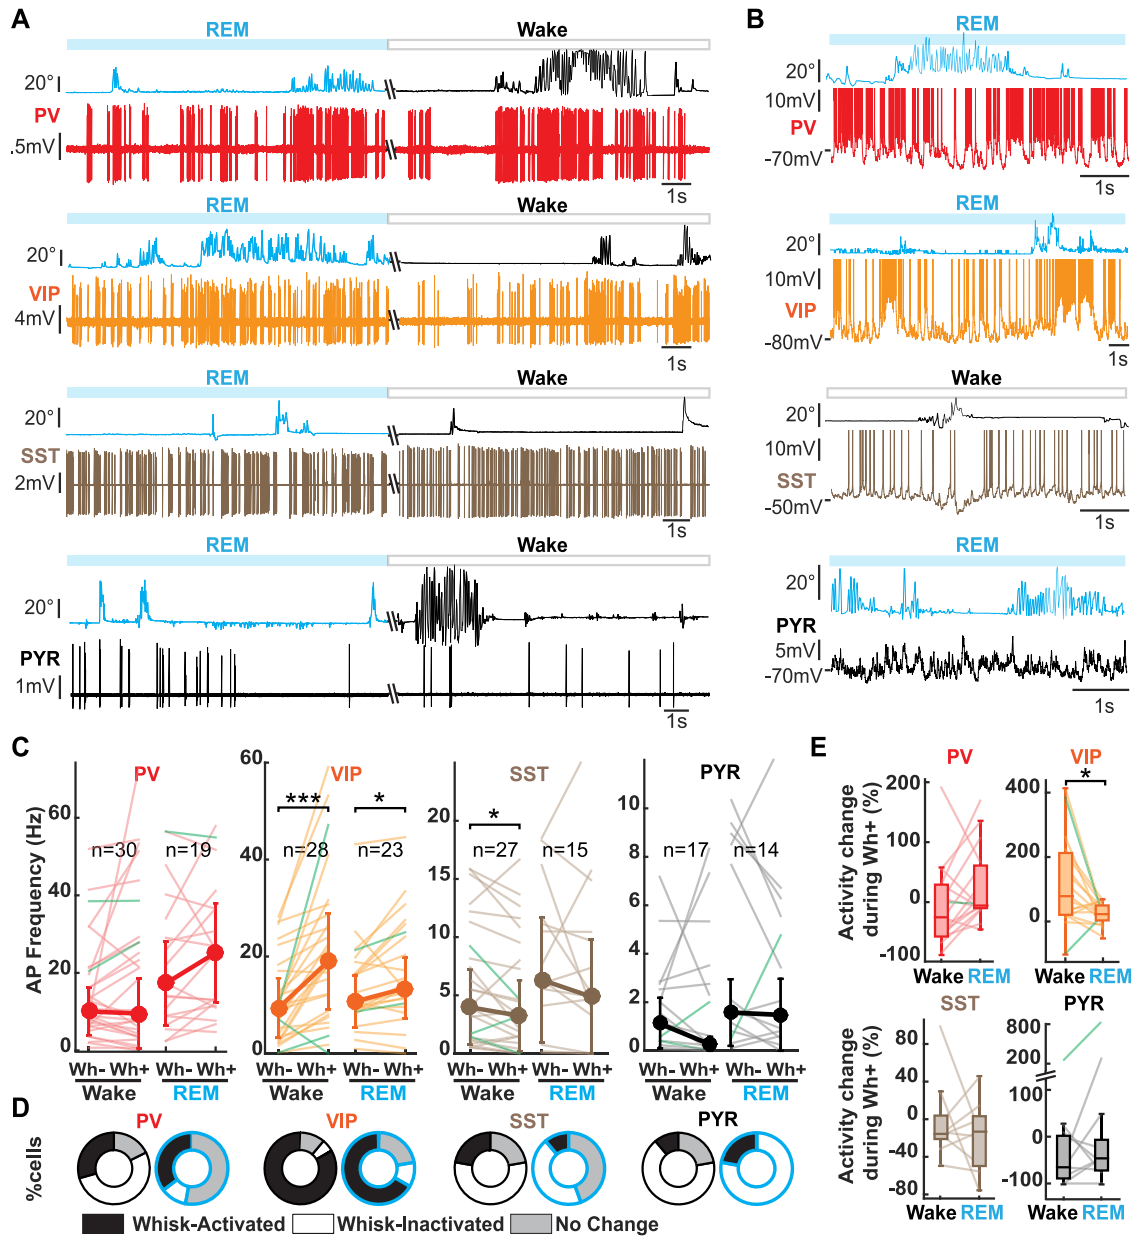 A
REM
Wake
20°
PV
.5mV
1s
REM
Wake
20°
VIP
4mV
1s
REM
Wake
20°
SST
2mV
1s
REM
Wake
20°
PYR
1mV
1s
B
REM
20°
10mV
PV
-70mV
1s
REM
20°
10mV
VIP
-80mV
1s
Wake
20°
10mV
SST
-50mV
1s
REM
20°
PYR
5mV
-70mV
1s
C
PV
VIP
SST
PYR
AP Frequency (Hz)
60
40
20
0
n=30
n=19
Wh- Wh+ Wh- Wh+
Wake REM
60
40
20
0
***
*
n=28
n=23
Wh- Wh+ Wh- Wh+
Wake REM
20
15
10
5
0
*
n=27
n=15
Wh- Wh+ Wh- Wh+
Wake REM
10
8
6
4
2
0
n=17
n=14
Wh- Wh+ Wh- Wh+
Wake REM
D
PV
VIP
SST
PYR
%cells
Whisk-Activated
Whisk-Inactivated
No Change
E
PV
VIP
Activity change
during Wh+ (%)
200
100
0
-100
Wake REM
400
200
0
*
Wake REM
SST
PYR
Activity change
during Wh+ (%)
80
40
-0
-40
-80
Wake REM
800
200
0
-100
Wake REM